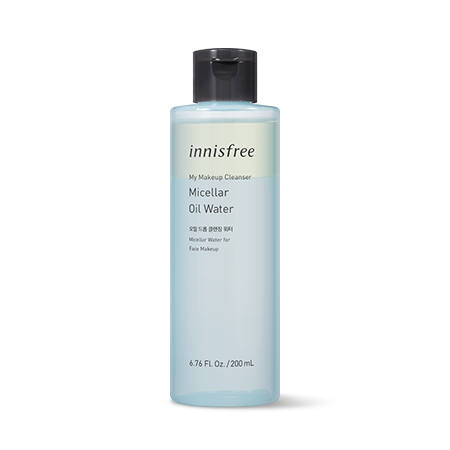 innisfree
My Makeup Cleanser
Micellar
Oil Water
오일 드롭 클렌징 워터
Micellar Water for
Face Makeup
6.76 Fl. Oz. / 200 mL